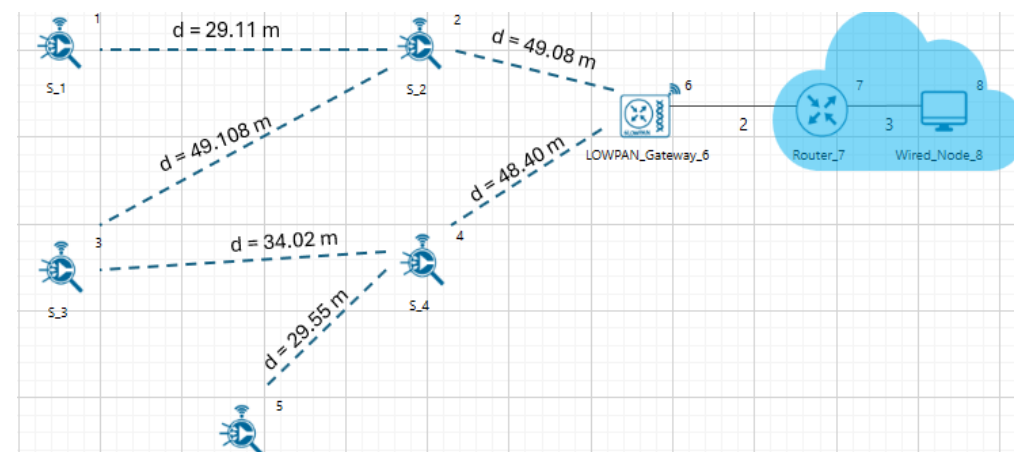 1
d = 29.11 m
S_1
2
S_2
d = 49.08 m
6
LOWPAN_Gateway_6
2
7
Router_7
3
8
Wired_Node_8
d = 49.108 m
d = 48.40 m
3
S_3
d = 34.02 m
4
S_4
d = 29.55 m
5